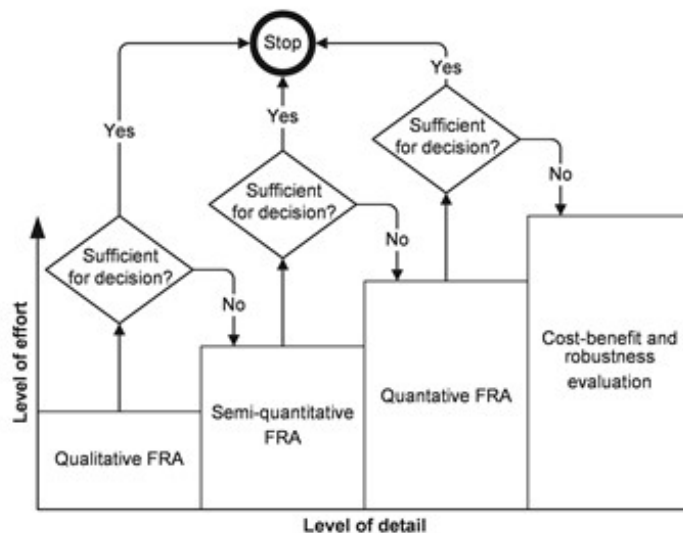 Stop
Yes
Yes
Yes
Sufficient
for decision?
Sufficient
for decision?
Sufficient
for decision?
No
No
No
Level of effort
Qualitative FRA
Semi-quantitative
FRA
Quantative FRA
Cost-benefit and
robustness
evaluation
Level of detail